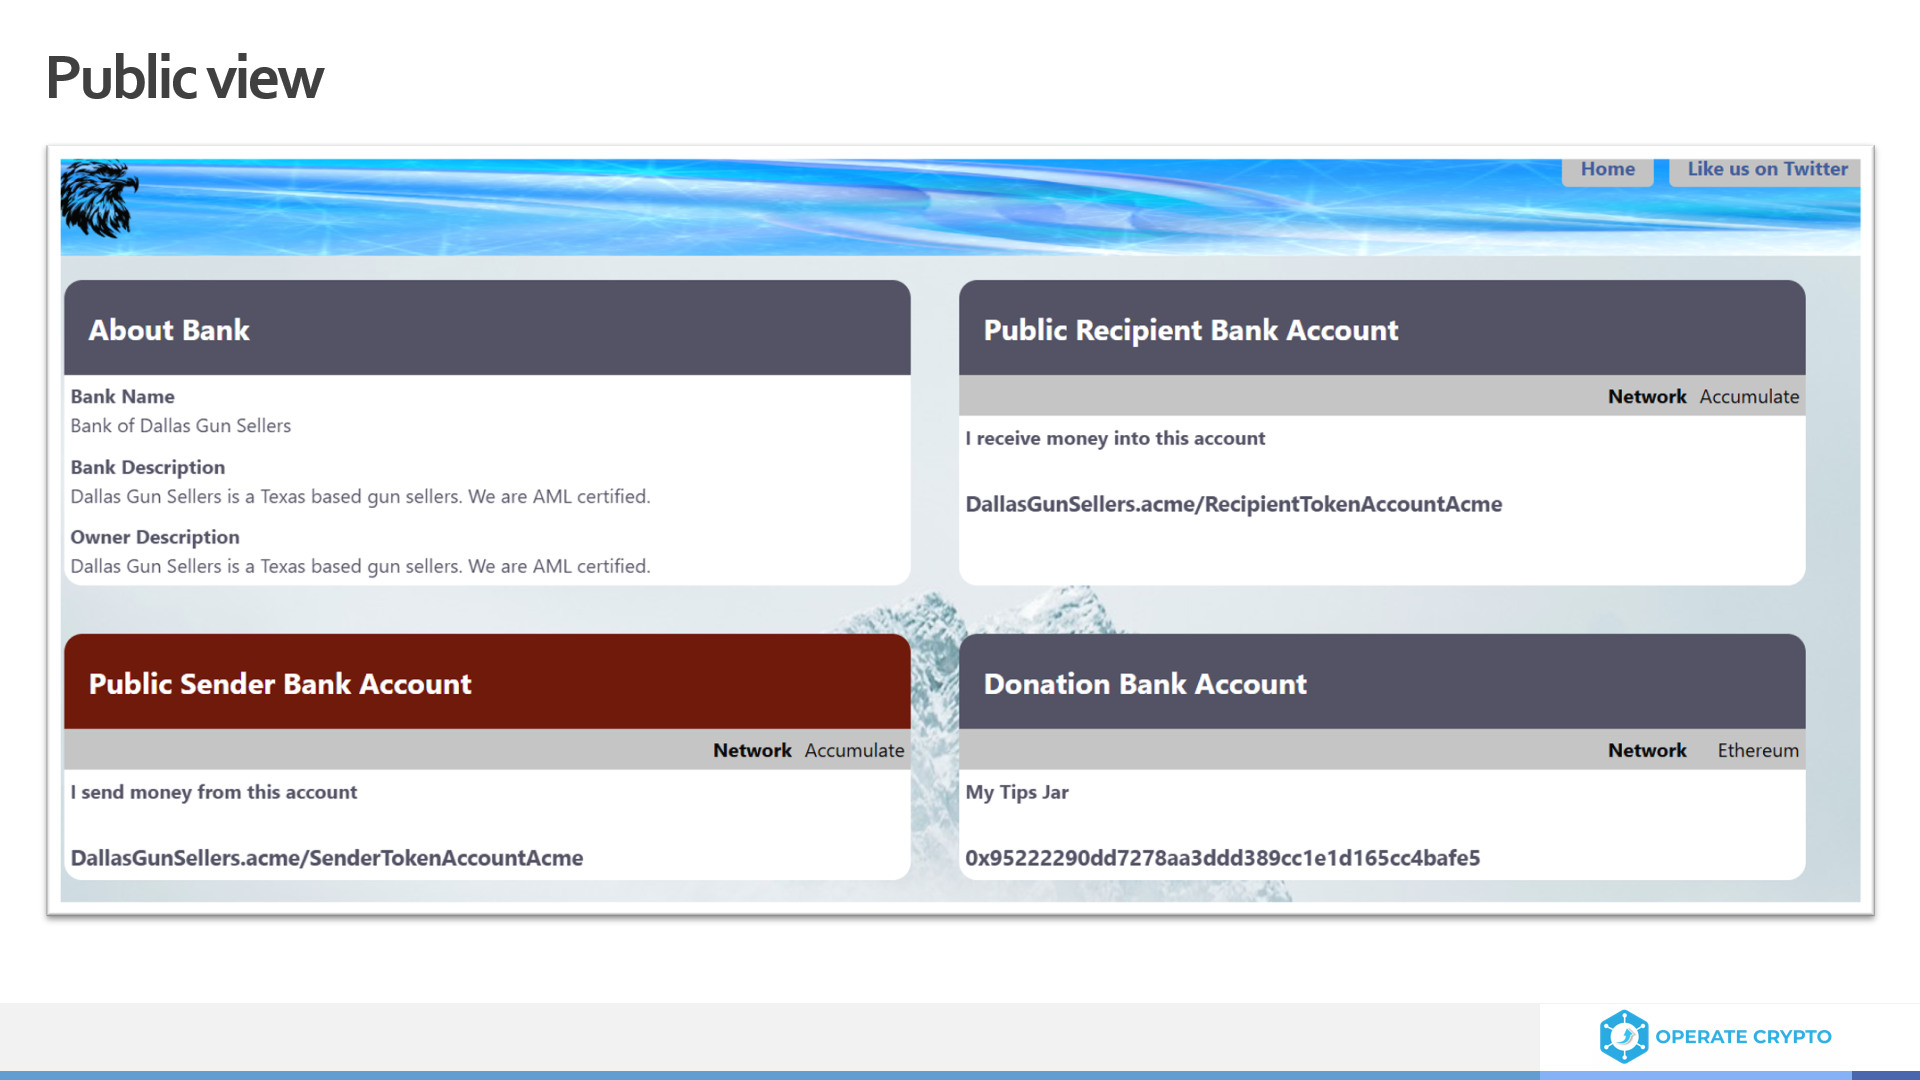 Public view
Home
Like us on Twitter
About Bank
Bank Name
Bank of Dallas Gun Sellers
Bank Description
Dallas Gun Sellers is a Texas based gun sellers. We are AML certified.
Owner Description
Dallas Gun Sellers is a Texas based gun sellers. We are AML certified.
Public Recipient Bank Account
Network Accumulate
I receive money into this account
DallasGunSellers.acme/RecipientTokenAccountAcme
Public Sender Bank Account
Network Accumulate
I send money from this account
DallasGunSellers.acme/SenderTokenAccountAcme
Donation Bank Account
Network Ethereum
My Tips Jar
0x95222290dd7278aa3ddd389cc1e1d165cc4bafe5
OPERATE CRYPTO